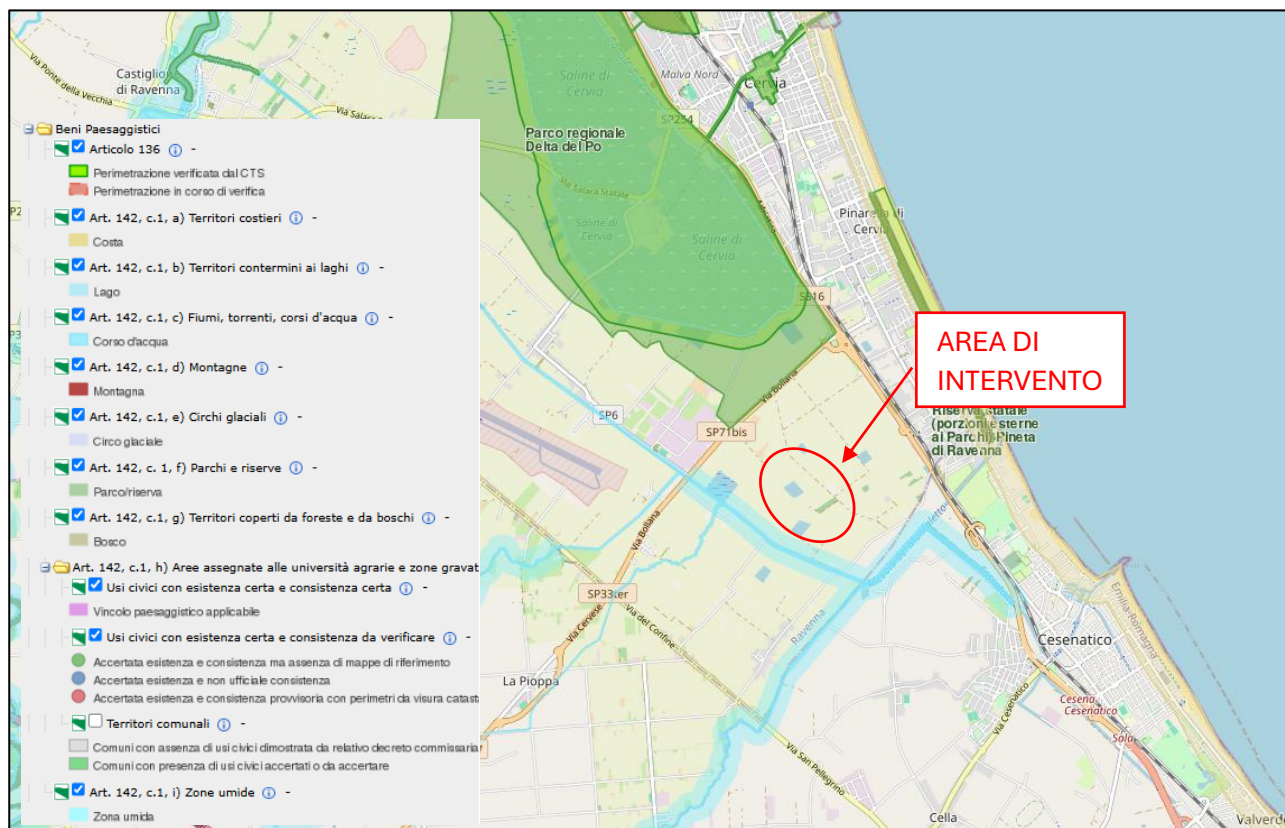 Via Ponte della Vecchia
Castiglione
di Ravenna
Via Salara
Saline di
Cervia
Malva Nord
Cervia
SP254
Parco regionale
Delta del Po
Via Salara Statale
Saline di
Cervia
Saline di
Cervia
Adriatica
Pinarella di
Cervia
SS16
Beni Paesaggistici
Articolo 136 -
Perimetrazione verificata dal CTS
Perimetrazione in corso di verifica
Art. 142, c.1, a) Territori costieri -
Costa
Art. 142, c.1, b) Territori contermini ai laghi -
Lago
Art. 142, c.1, c) Fiumi, torrenti, corsi d'acqua -
Corso d'acqua
Art. 142, c.1, d) Montagne -
Montagna
Art. 142, c.1, e) Circhi glaciali -
Circo glaciale
Art. 142, c. 1, f) Parchi e riserve -
Parco/riserva
Art. 142, c.1, g) Territori coperti da foreste e da boschi -
Bosco
Art. 142, c.1, h) Aree assegnate alle università agrarie e zone gravat
Usi civici con esistenza certa e consistenza certa -
Vincolo paesaggistico applicabile
Usi civici con esistenza certa e consistenza da verificare -
Accertata esistenza e consistenza ma assenza di mappe di riferimento
Accertata esistenza e non ufficiale consistenza
Accertata esistenza e consistenza provvisoria con perimetri da visura catast
Territori comunali -
Comuni con assenza di usi civici dimostrata da relativo decreto commissariar
Comuni con presenza di usi civici accertati o da accertare
Art. 142, c.1, i) Zone umide -
Zona umida
AREA DI
INTERVENTO
Riserva statale
(porzioni esterne
ai Parchi) Pineta
di Ravenna
Via Bollana
SP6
SP71bis
Via Bollana
SP33ter
Via Cervese
Via del Confine
Ravenna
La Pioppa
Emilia-Romagna
Cesenatico
Cesena
Cesenatico
Via Cesenatico
Sala
Via San Pellegrino
Cella
Valverde